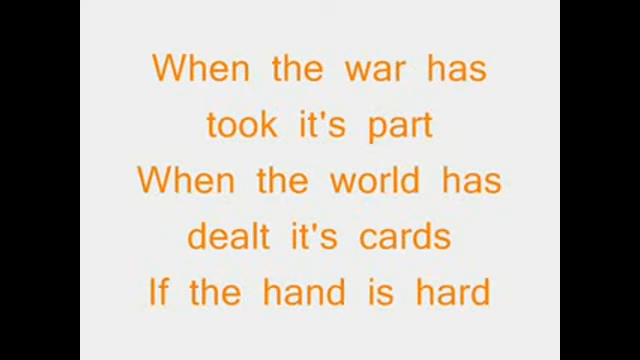 When the war has
took it's part
When the world has
dealt it's cards
If the hand is hard